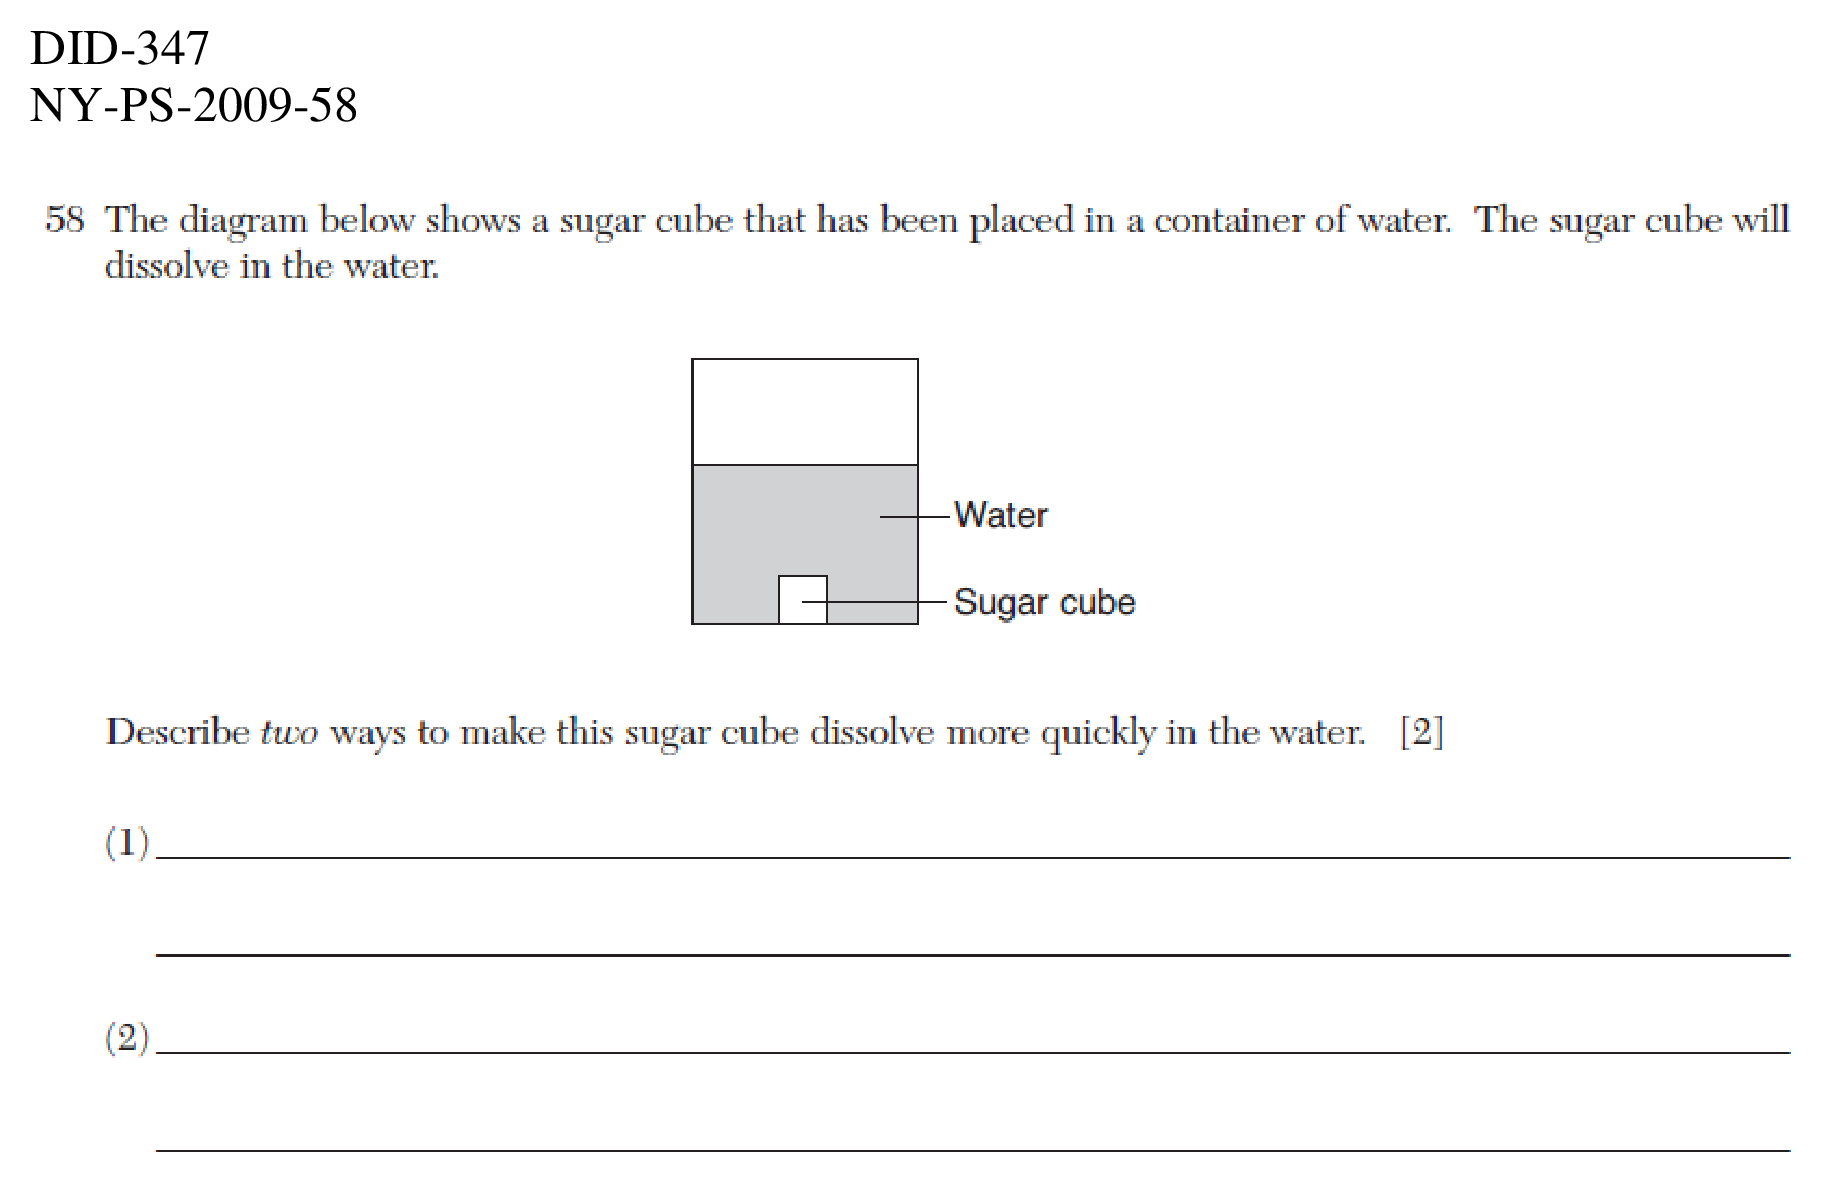 DID-347
NY-PS-2009-58
58 The diagram below shows a sugar cube that has been placed in a container of water. The sugar cube will
dissolve in the water.
Water
Sugar cube
Describe two ways to make this sugar cube dissolve more quickly in the water. [2]
(1)
(2)